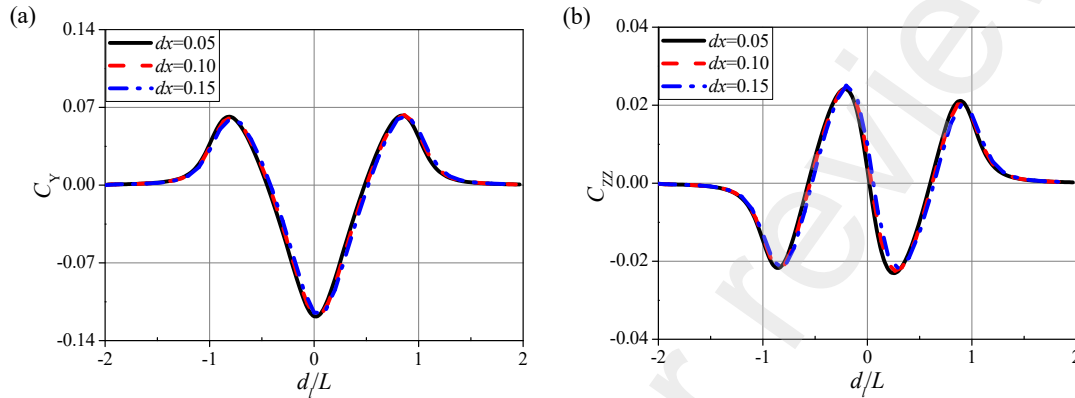 (a)
0.14
0.07
0.00
-0.07
-0.14
C_Y
dx=0.05
dx=0.10
dx=0.15
-2
-1
0
1
2
d_l/L
(b)
0.04
0.02
0.00
-0.02
-0.04
C_ZZ
dx=0.05
dx=0.10
dx=0.15
-2
-1
0
1
2
d_l/L
r review